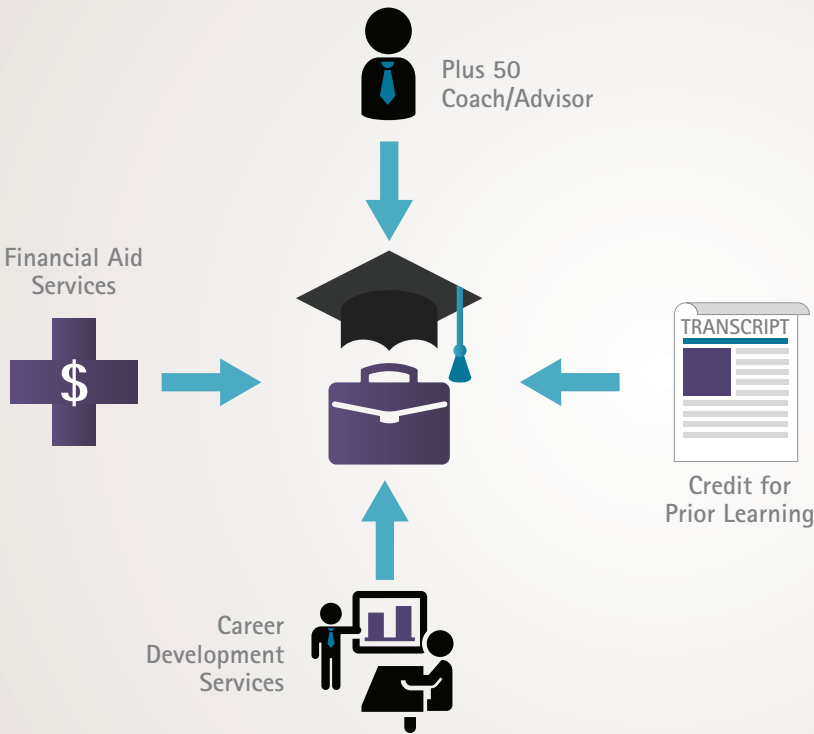 Plus 50
Coach/Advisor
Financial Aid
Services
$
TRANSCRIPT
Credit for
Prior Learning
Career
Development
Services